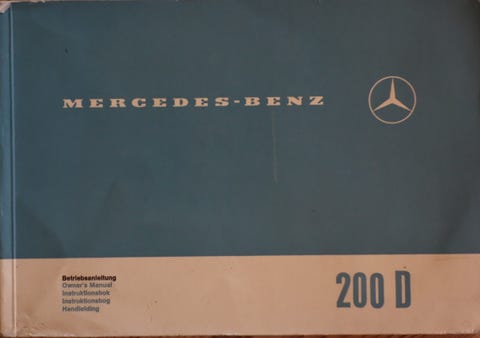 MERCEDES-BENZ
Betriebsanleitung
Owner's Manual
Instruktionsbok
Instruktionsbog
Handleiding
200 D